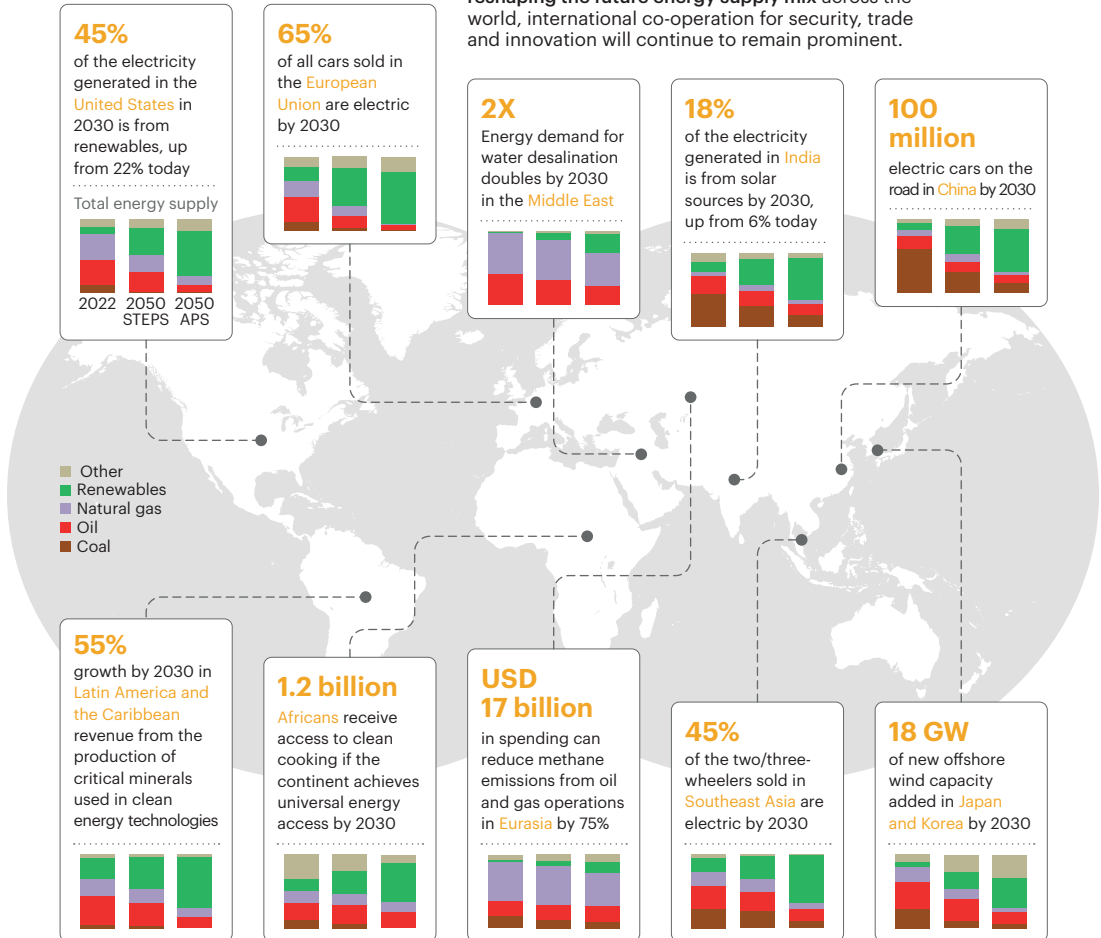 reshaping the future energy supply mix across the
world, international co-operation for security, trade
and innovation will continue to remain prominent.
45%
of the electricity
generated in the
United States in
2030 is from
renewables, up
from 22% today
Total energy supply
2022
2050
STEPS
2050
APS
65%
of all cars sold in
the European
Union are electric
by 2030
2X
Energy demand for
water desalination
doubles by 2030
in the Middle East
18%
of the electricity
generated in India
is from solar
sources by 2030,
up from 6% today
100
million
electric cars on the
road in China by 2030
Other
Renewables
Natural gas
Oil
Coal
55%
growth by 2030 in
Latin America and
the Caribbean
revenue from the
production of
critical minerals
used in clean
energy technologies
1.2 billion
Africans receive
access to clean
cooking if the
continent achieves
universal energy
access by 2030
USD
17 billion
in spending can
reduce methane
emissions from oil
and gas operations
in Eurasia by 75%
45%
of the two/three-
wheelers sold in
Southeast Asia are
electric by 2030
18 GW
of new offshore
wind capacity
added in Japan
and Korea by 2030